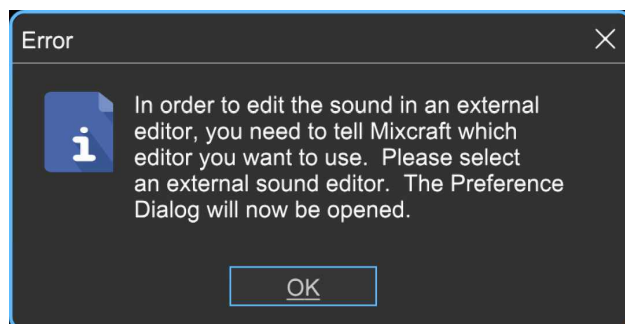 Error
In order to edit the sound in an external
editor, you need to tell Mixcraft which
editor you want to use.  Please select
an external sound editor.  The Preference
Dialog will now be opened.
OK